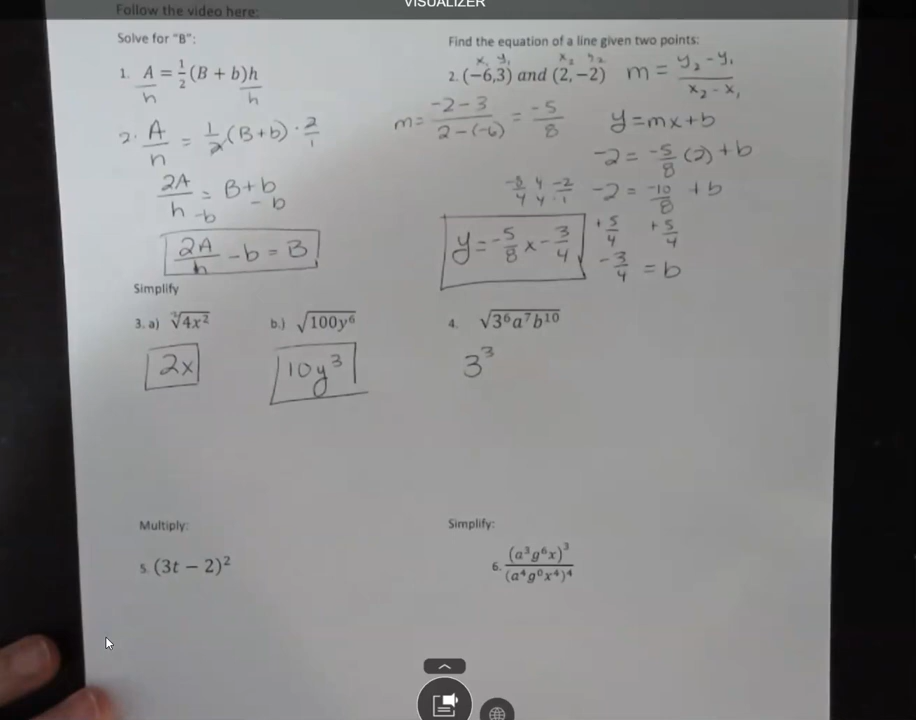 VISUALIZER
Follow the video here:
Solve for "B":
1. A = 1/2 (B + b)h
h h
2. A/h = 1/2 (B+b) · 2/1
2A/h = B+b
-b -b
2A/h - b = B
Find the equation of a line given two points:
x₁ y₁ x₂ y₂
2. (−6,3) and (2,−2) m = y₂ - y₁ / x₂ - x₁
m = -2-3 / 2-(-6) = -5/8
y = mx+b
-2 = -5/8 (2) + b
-2 = -10/8 + b
+5/4 +5/4
-3/4 = b
y = -5/8 x - 3/4
Simplify
3. a) √4x²
2x
b.) √100y⁶
10y³
4. √3⁶a⁷b¹⁰
3³
Multiply:
5. (3t − 2)²
Simplify:
6. (a³g⁶x)³ / (a⁴g⁰x⁴)⁴